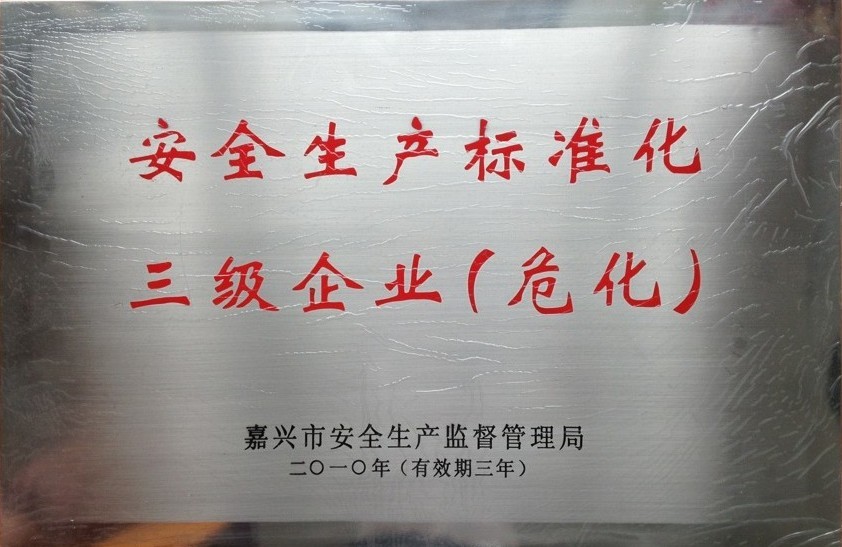 安全生产标准化
三级企业(危化)
嘉兴市安全生产监督管理局
二〇一〇年(有效期三年)